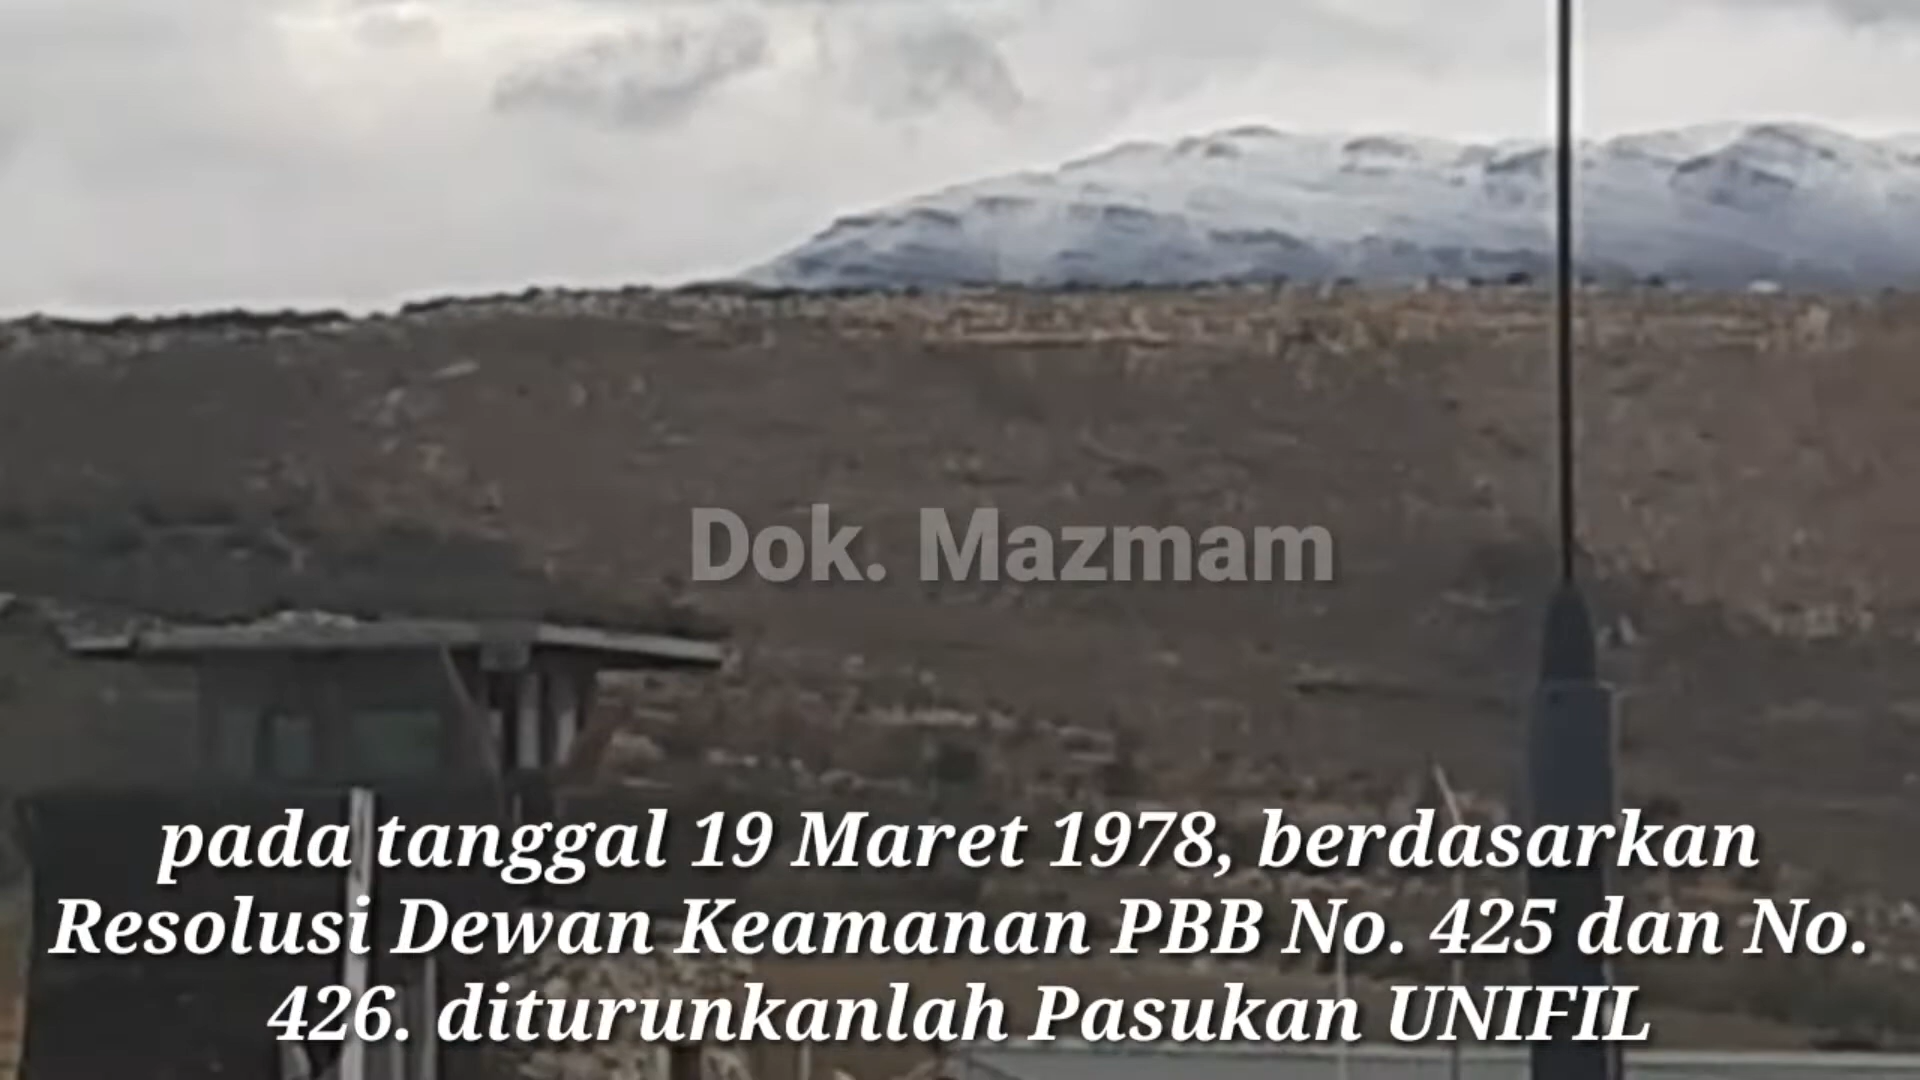 Dok. Mazmam
pada tanggal 19 Maret 1978, berdasarkan
Resolusi Dewan Keamanan PBB No. 425 dan No.
426. diturunkanlah Pasukan UNIFIL